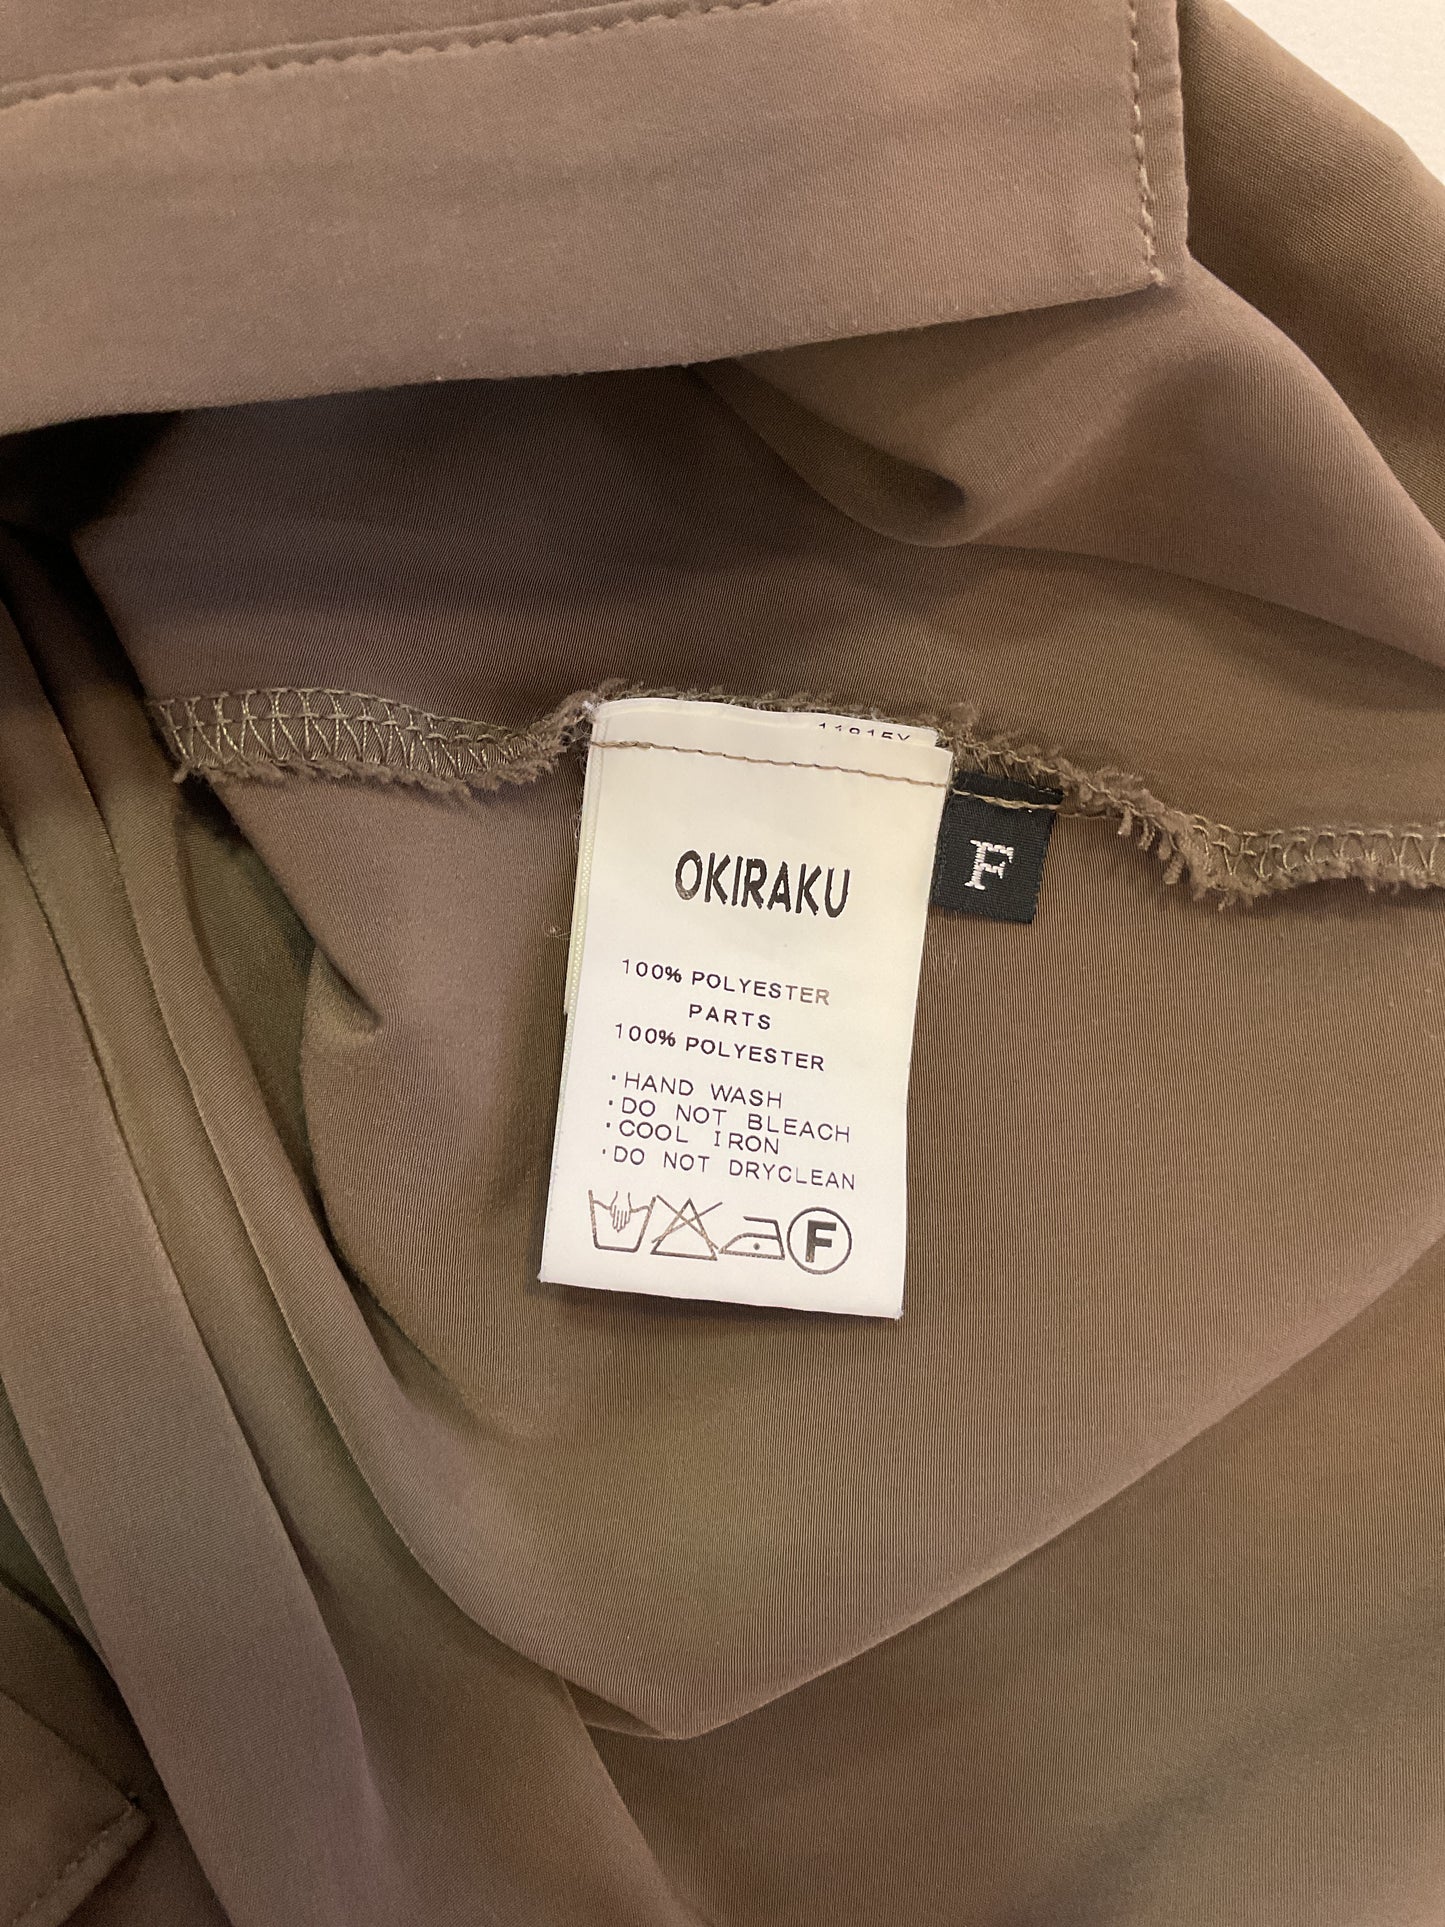 OKIRAKU
F
100% POLYESTER
PARTS
100% POLYESTER
·HAND WASH
·DO NOT BLEACH
·COOL IRON
·DO NOT DRYCLEAN
F